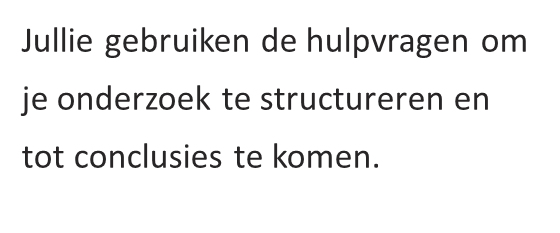 Jullie gebruiken de hulpvragen om
je onderzoek te structureren en
tot conclusies te komen.